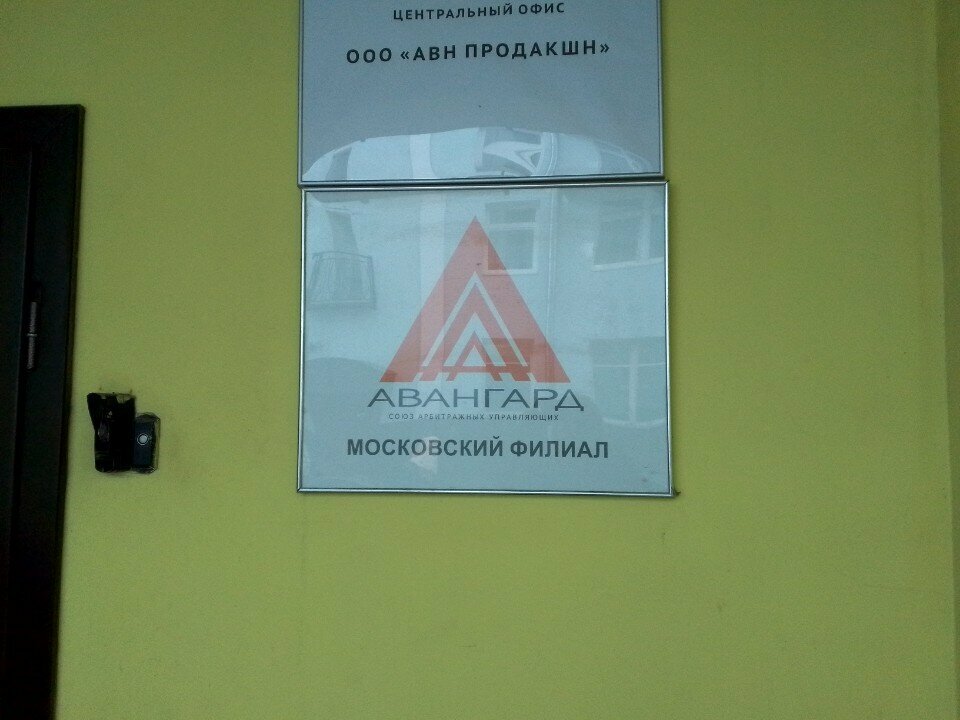 ЦЕНТРАЛЬНЫЙ ОФИС
ООО «АВН ПРОДАКШН»
АВАНГАРД
СОЮЗ АРБИТРАЖНЫХ УПРАВЛЯЮЩИХ
МОСКОВСКИЙ ФИЛИАЛ